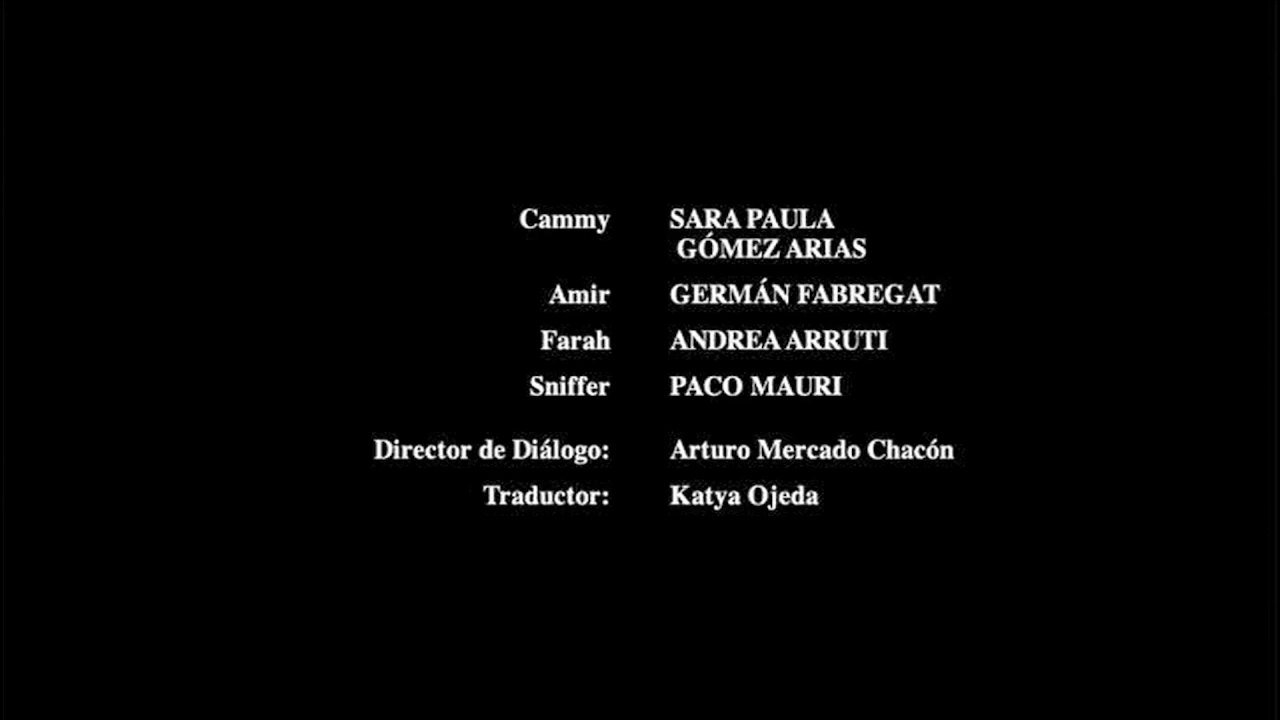 Cammy SARA PAULA
GÓMEZ ARIAS
Amir GERMÁN FABREGAT
Farah ANDREA ARRUTI
Sniffer PACO MAURI
Director de Diálogo: Arturo Mercado Chacón
Traductor: Katya Ojeda